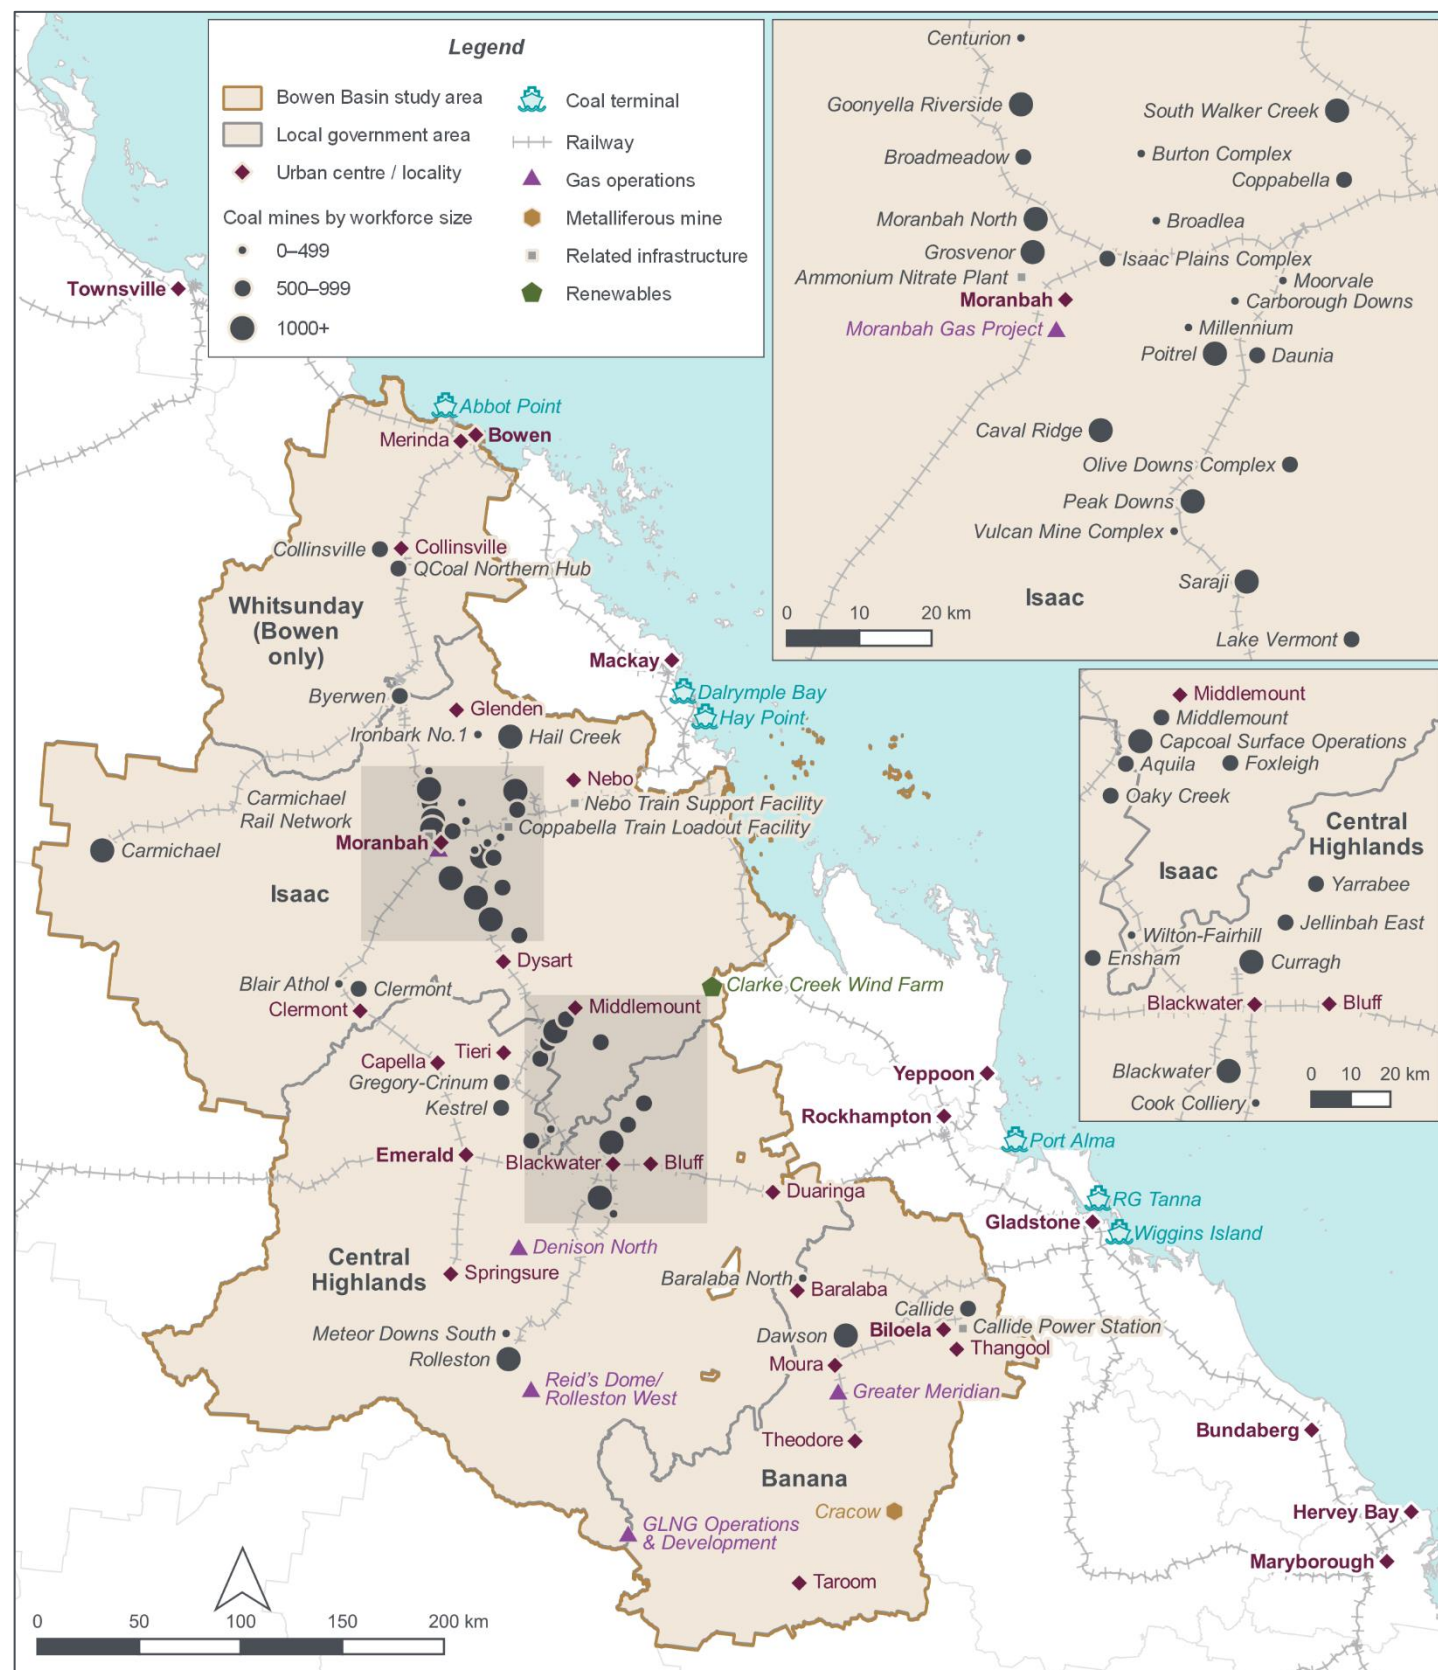 Legend
Bowen Basin study area
Local government area
Urban centre / locality
Coal mines by workforce size
0–499
500–999
1000+
Coal terminal
Railway
Gas operations
Metalliferous mine
Related infrastructure
Renewables
Centurion
Goonyella Riverside
South Walker Creek
Broadmeadow
Burton Complex
Coppabella
Moranbah North
Broadlea
Grosvenor
Isaac Plains Complex
Ammonium Nitrate Plant
Moorvale
Moranbah
Carborough Downs
Moranbah Gas Project
Millennium
Poitrel
Daunia
Caval Ridge
Olive Downs Complex
Peak Downs
Vulcan Mine Complex
Saraji
Isaac
0 10 20 km
Lake Vermont
Middlemount
Middlemount
Capcoal Surface Operations
Aquila
Foxleigh
Oaky Creek
Central
Highlands
Isaac
Yarrabee
Jellinbah East
Wilton-Fairhill
Ensham
Curragh
Blackwater
Bluff
Blackwater
0 10 20 km
Cook Colliery
Townsville
Abbot Point
Merinda
Bowen
Collinsville
Collinsville
QCoal Northern Hub
Whitsunday
(Bowen
only)
Mackay
Byerwen
Dalrymple Bay
Glenden
Hay Point
Ironbark No.1
Hail Creek
Nebo
Carmichael
Rail Network
Nebo Train Support Facility
Coppabella Train Loadout Facility
Moranbah
Carmichael
Isaac
Dysart
Blair Athol
Clermont
Clarke Creek Wind Farm
Clermont
Middlemount
Tieri
Capella
Yeppoon
Gregory-Crinum
Kestrel
Rockhampton
Port Alma
Emerald
Blackwater
Bluff
Duaringa
RG Tanna
Gladstone
Wiggins Island
Denison North
Central
Highlands
Springsure
Baralaba North
Baralaba
Callide
Meteor Downs South
Dawson
Biloela
Callide Power Station
Rolleston
Thangool
Moura
Reid's Dome/
Rolleston West
Greater Meridian
Bundaberg
Theodore
Banana
Cracow
Hervey Bay
GLNG Operations
& Development
Maryborough
Taroom
0 50 100 150 200 km